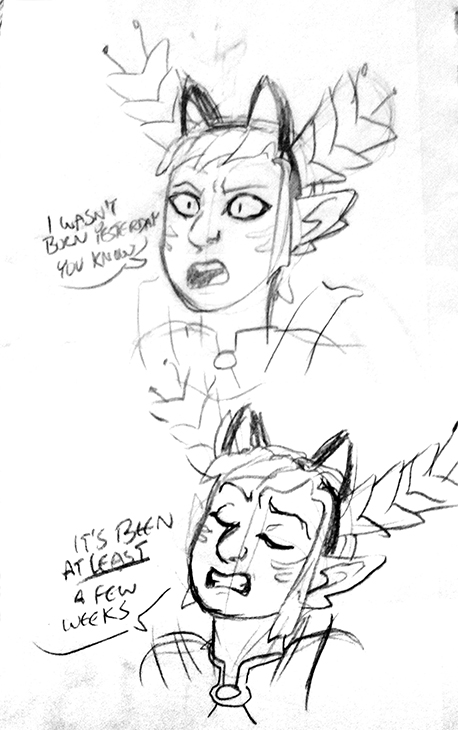 I WASN'T
BORN YESTERDAY
YOU KNOW
IT'S BEEN
AT LEAST
A FEW
WEEKS